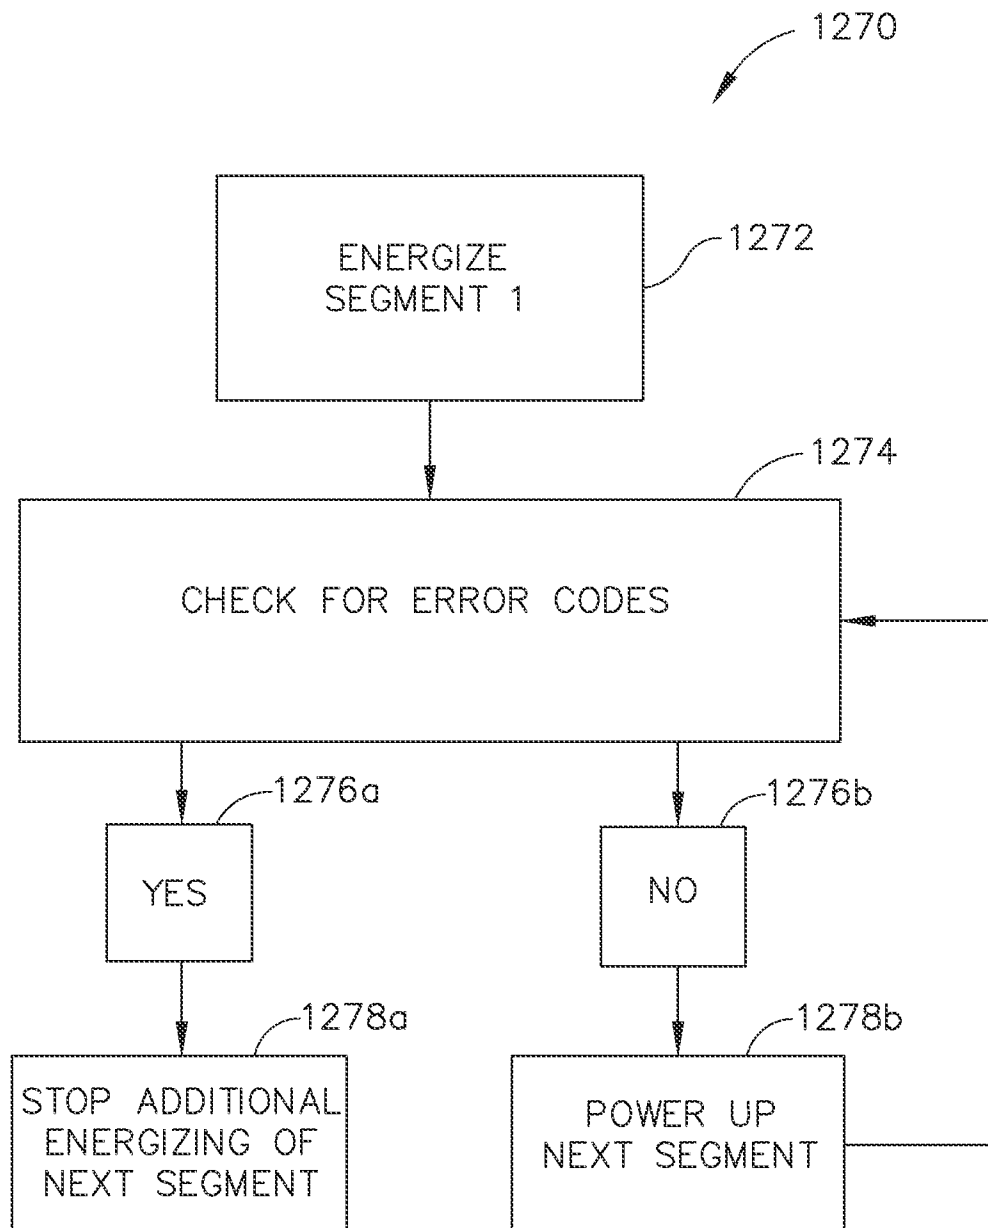 1270
ENERGIZE
SEGMENT 1
1272
1274
CHECK FOR ERROR CODES
1276a
1276b
YES
NO
1278a
1278b
STOP ADDITIONAL
ENERGIZING OF
NEXT SEGMENT
POWER UP
NEXT SEGMENT